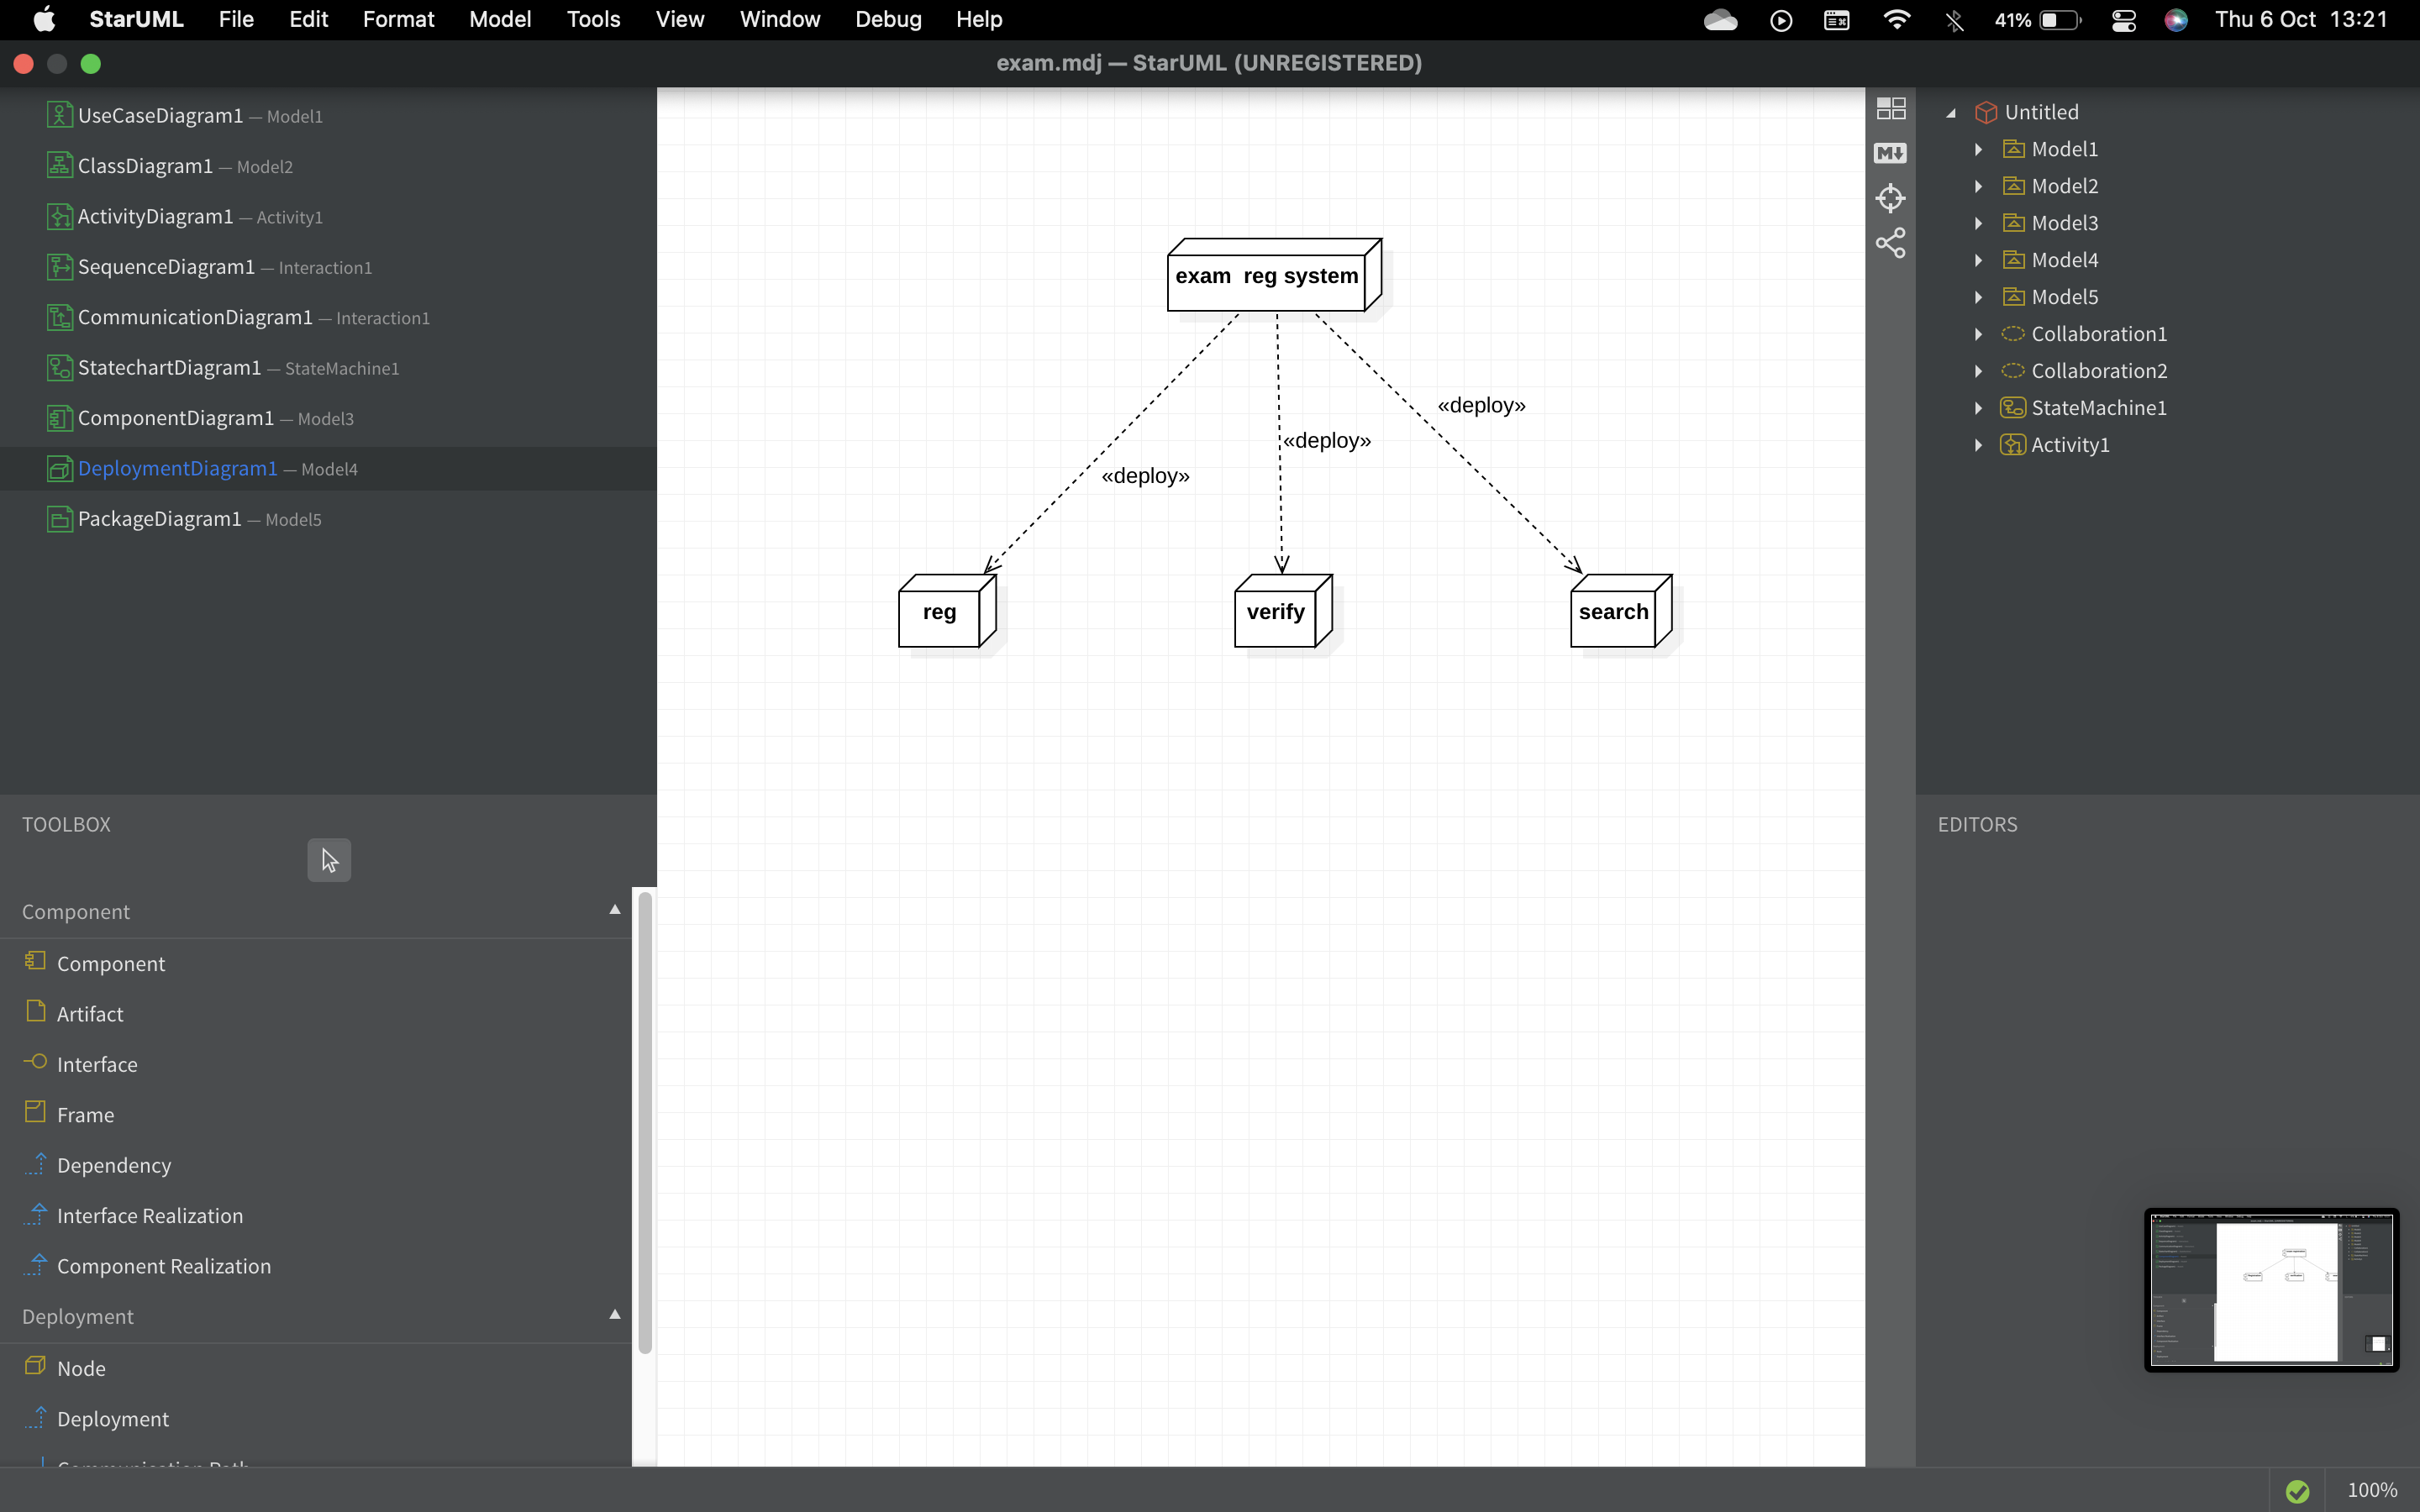 StarUML File Edit Format Model Tools View Window Debug Help 41% Thu 6 Oct 13:21
exam.mdj — StarUML (UNREGISTERED)
UseCaseDiagram1 — Model1
ClassDiagram1 — Model2
ActivityDiagram1 — Activity1
SequenceDiagram1 — Interaction1
CommunicationDiagram1 — Interaction1
StatechartDiagram1 — StateMachine1
ComponentDiagram1 — Model3
DeploymentDiagram1 — Model4
PackageDiagram1 — Model5
TOOLBOX
Component
Component
Artifact
Interface
Frame
Dependency
Interface Realization
Component Realization
Deployment
Node
Deployment
exam reg system
«deploy»
«deploy»
«deploy»
reg verify search
M
Untitled
Model1
Model2
Model3
Model4
Model5
Collaboration1
Collaboration2
StateMachine1
Activity1
EDITORS
100%